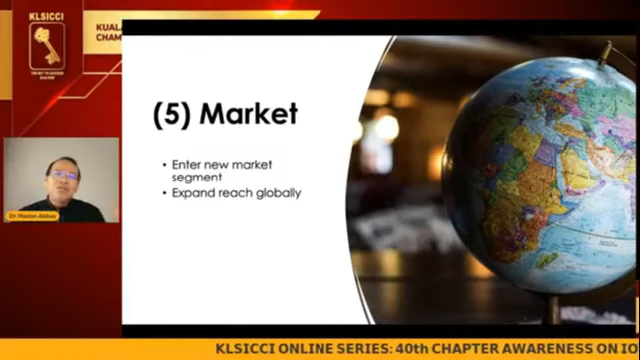 KLSICCI
KUAL
CHAM
(5) Market
• Enter new market
segment
• Expand reach globally
Dr. Mazlan Abbas
KLSICCI ONLINE SERIES: 40th CHAPTER AWARENESS ON IO